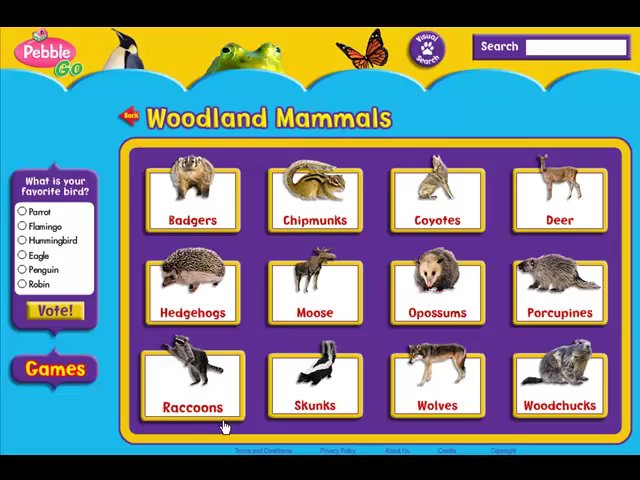 Pebble
GO
Visual
Search
Search
Back
Woodland Mammals
What is your
favorite bird?
Parrot
Flamingo
Hummingbird
Eagle
Penguin
Robin
Vote!
Games
Badgers
Chipmunks
Coyotes
Deer
Hedgehogs
Moose
Opossums
Porcupines
Raccoons
Skunks
Wolves
Woodchucks
Terms and Conditions
Privacy Policy
About Us
Credits
Copyright